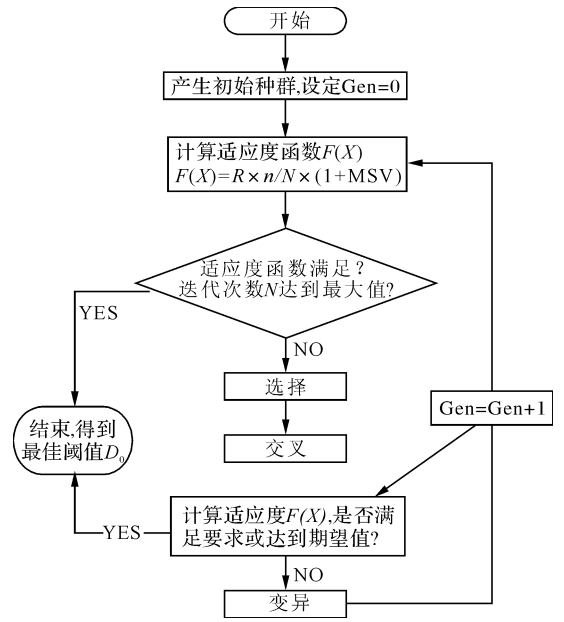 开始
产生初始种群,设定Gen=0
计算适应度函数F(X)
F(X)=R×n/N×(1+MSV)
适应度函数满足?
迭代次数N达到最大值?
YES
NO
选择
Gen=Gen+1
结束,得到
最佳阈值D₀
交叉
计算适应度F(X),是否满
足要求或达到期望值?
YES
NO
变异